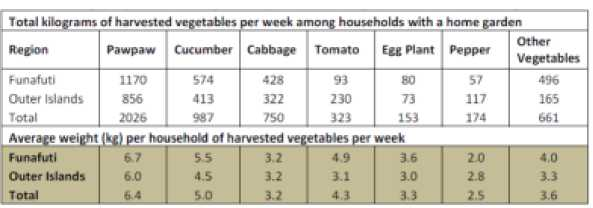 Total kilograms of harvested vegetables per week among households with a home garden
Region Pawpaw Cucumber Cabbage Tomato Egg Plant Pepper Other Vegetables
Funafuti 1170 574 428 93 80 57 496
Outer Islands 856 413 322 230 73 117 165
Total 2026 987 750 323 153 174 661
Average weight (kg) per household of harvested vegetables per week
Funafuti 6.7 5.5 3.2 4.9 3.6 2.0 4.0
Outer Islands 6.0 4.5 3.2 3.1 3.0 2.8 3.3
Total 6.4 5.0 3.2 4.3 3.3 2.5 3.6